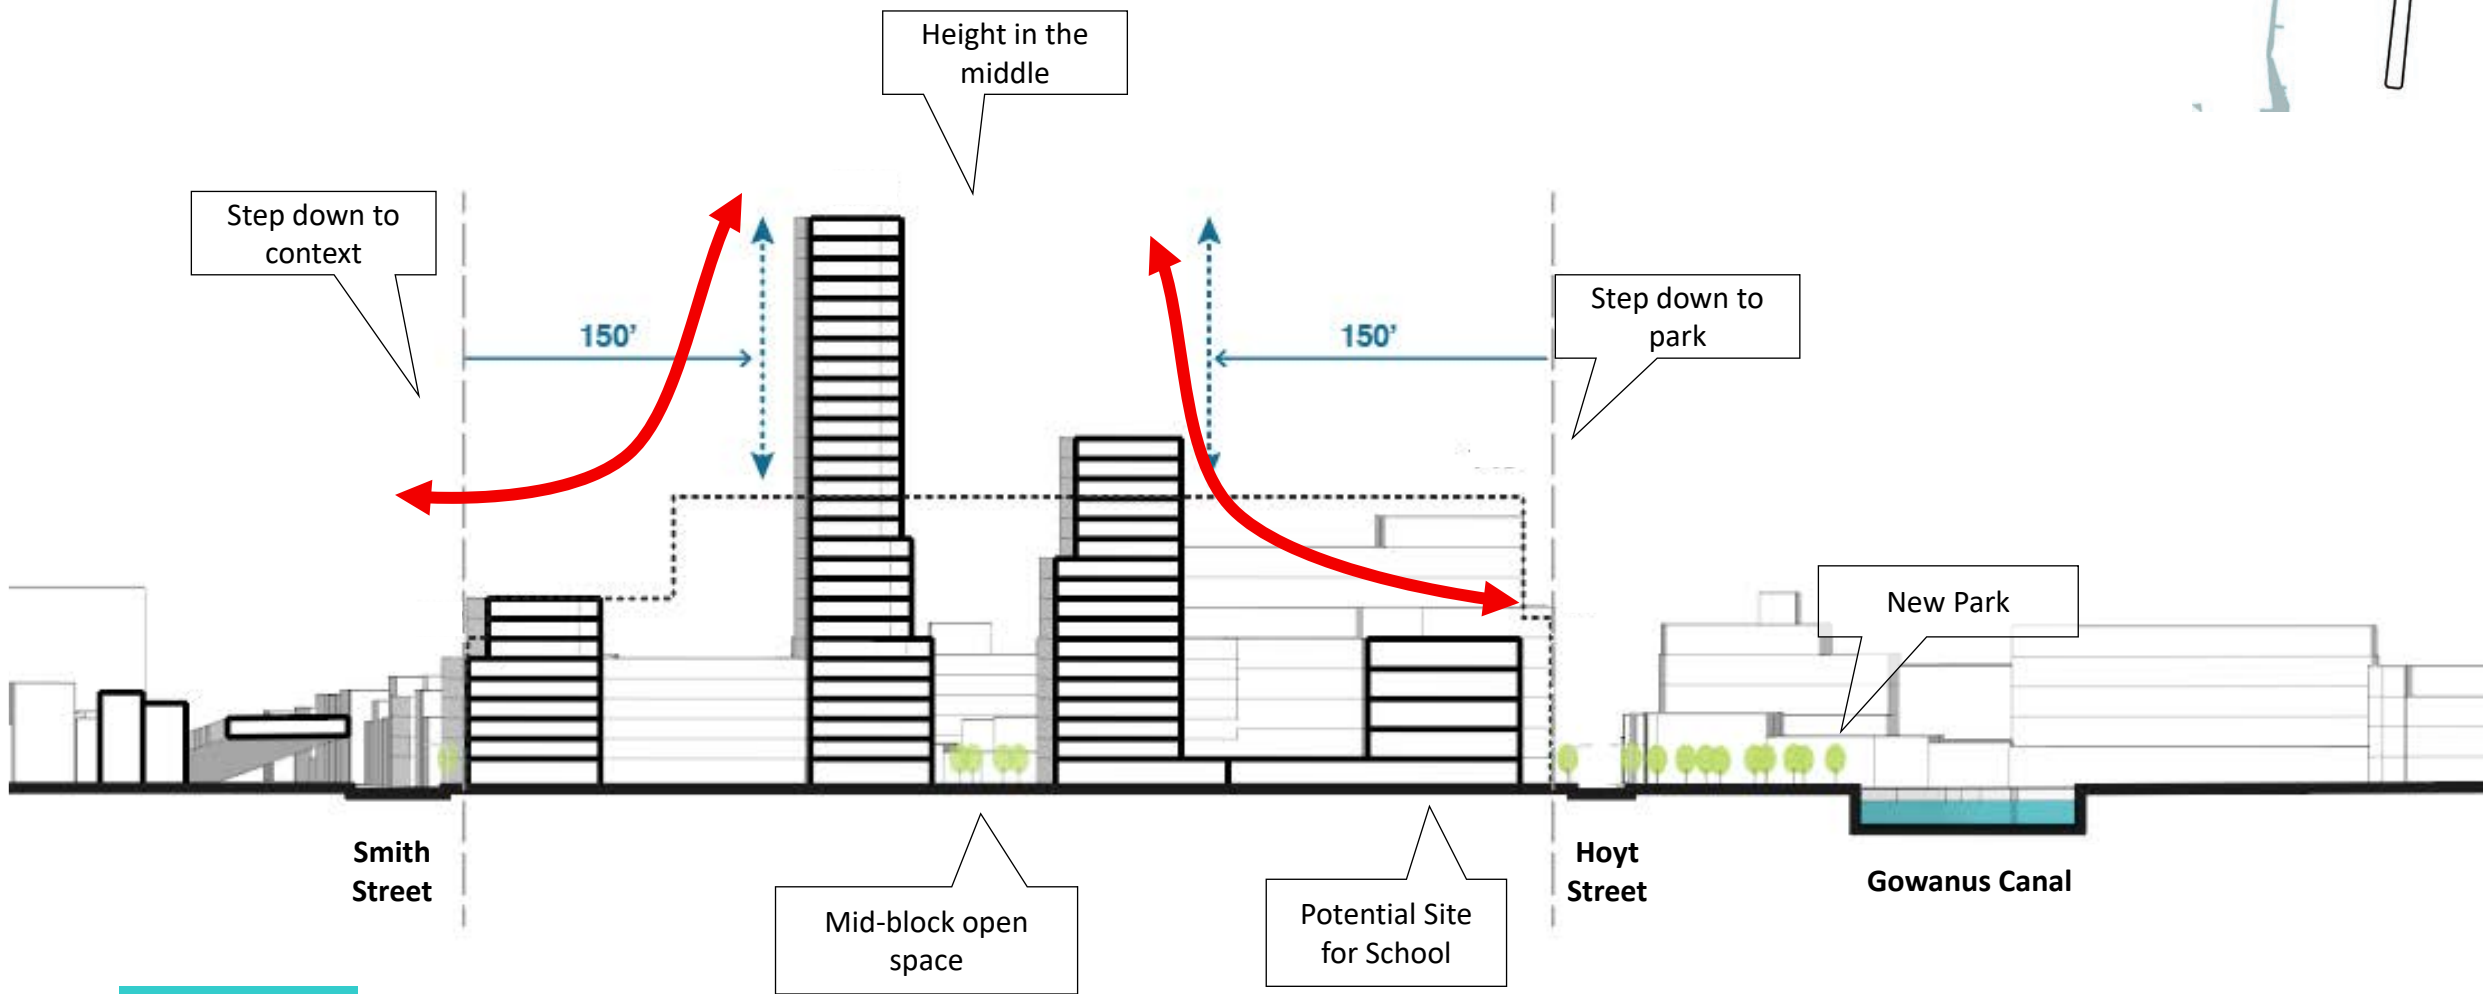 Height in the
middle
Step down to
context
Step down to
park
150’
150’
New Park
Smith
Street
Hoyt
Street
Gowanus Canal
Mid-block open
space
Potential Site
for School